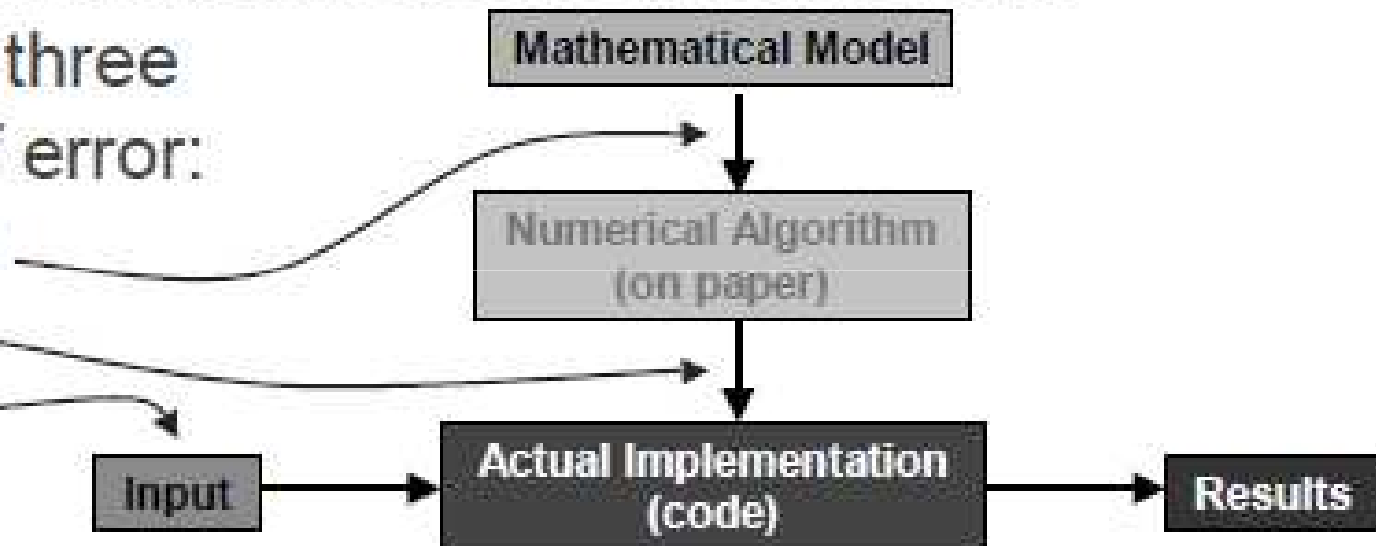 three
error:
Mathematical Model
Numerical Algorithm
(on paper)
Input
Actual Implementation
(code)
Results